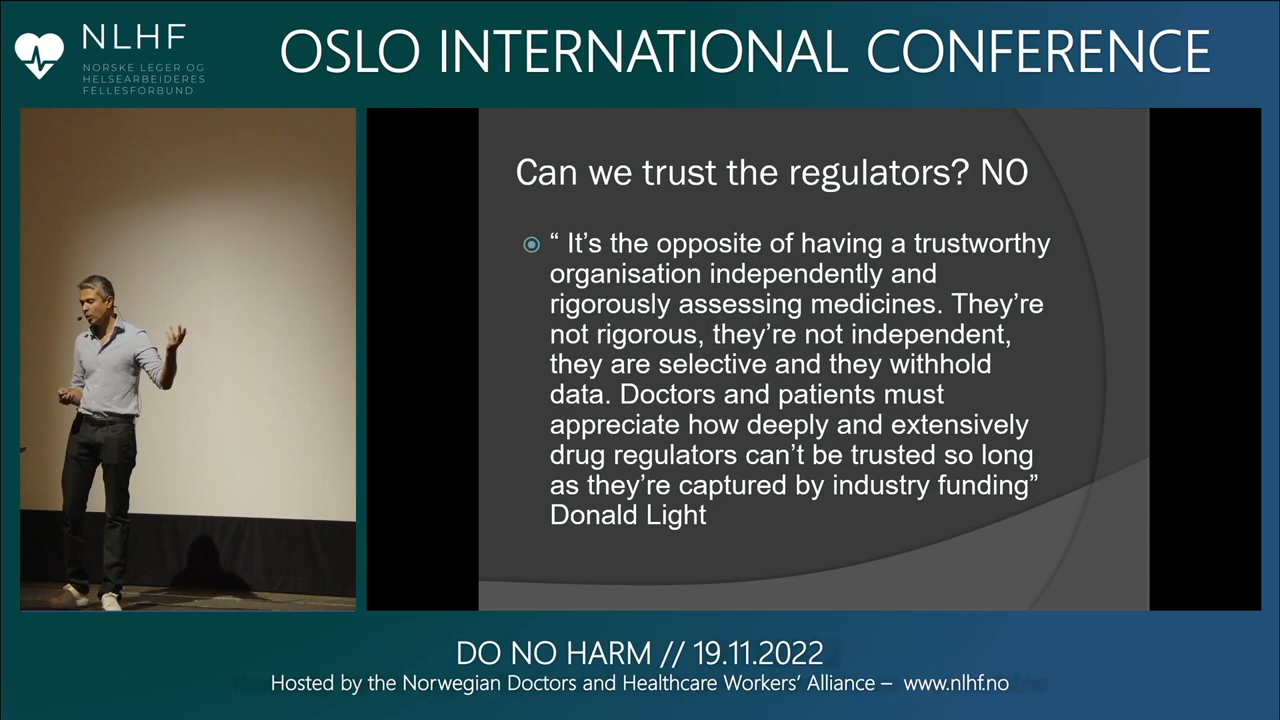 NLHF
NORSKE LEGER OG
HELSEARBEIDERES
FELLESFORBUND
OSLO INTERNATIONAL CONFERENCE
Can we trust the regulators? NO
“ It’s the opposite of having a trustworthy
organisation independently and
rigorously assessing medicines. They’re
not rigorous, they’re not independent,
they are selective and they withhold
data. Doctors and patients must
appreciate how deeply and extensively
drug regulators can’t be trusted so long
as they’re captured by industry funding”
Donald Light
DO NO HARM // 19.11.2022
Hosted by the Norwegian Doctors and Healthcare Workers’ Alliance – www.nlhf.no